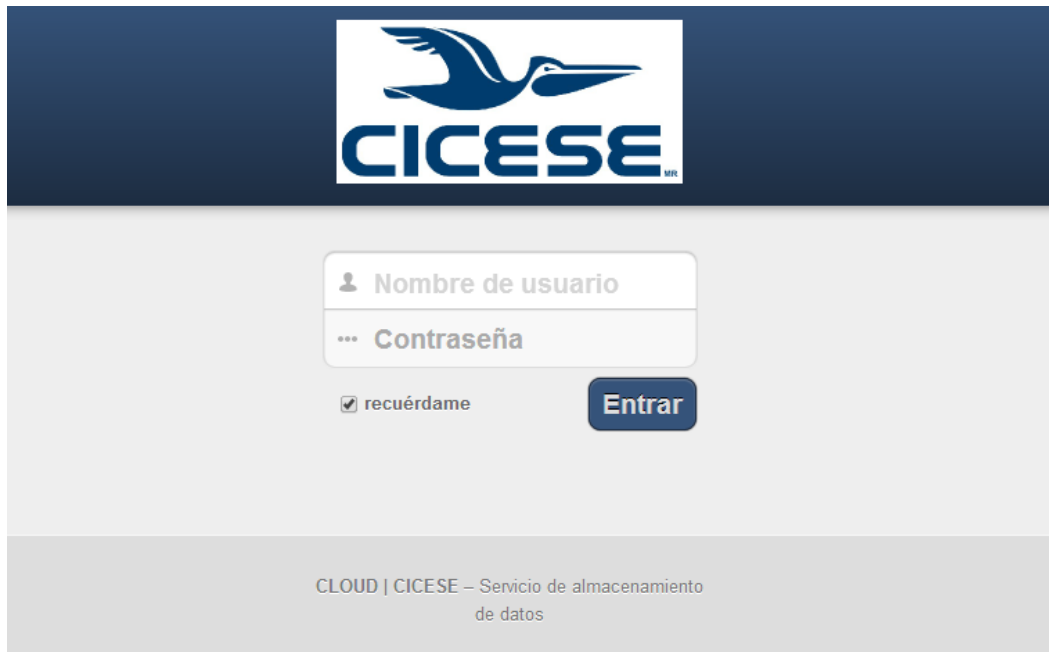 CICESE
MR
Nombre de usuario
Contraseña
recuérdame
Entrar
CLOUD | CICESE – Servicio de almacenamiento
de datos